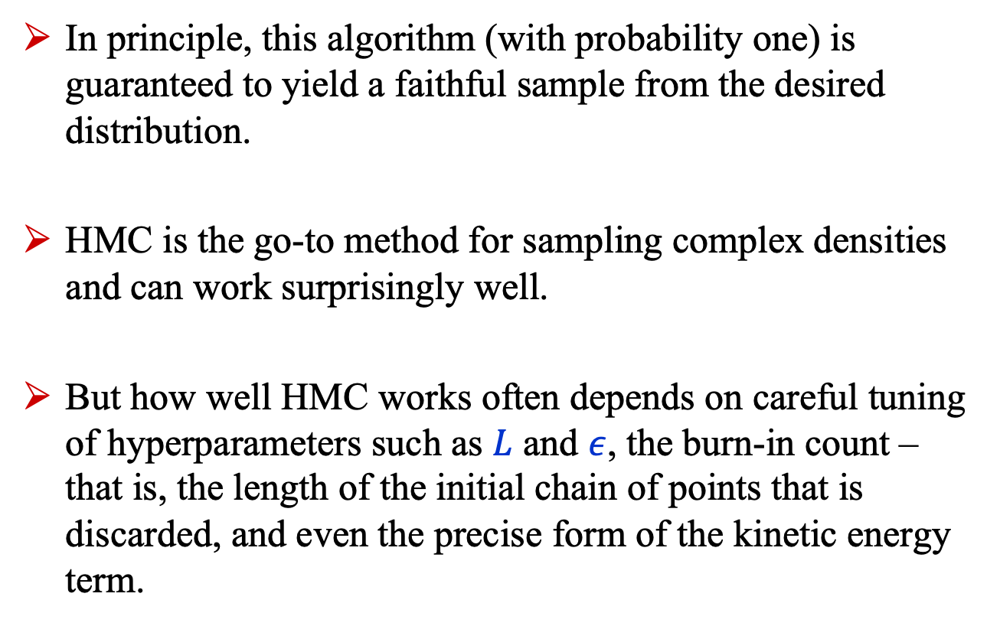 ➢ In principle, this algorithm (with probability one) is
guaranteed to yield a faithful sample from the desired
distribution.
➢ HMC is the go-to method for sampling complex densities
and can work surprisingly well.
➢ But how well HMC works often depends on careful tuning
of hyperparameters such as 𝐿 and 𝜖, the burn-in count –
that is, the length of the initial chain of points that is
discarded, and even the precise form of the kinetic energy
term.